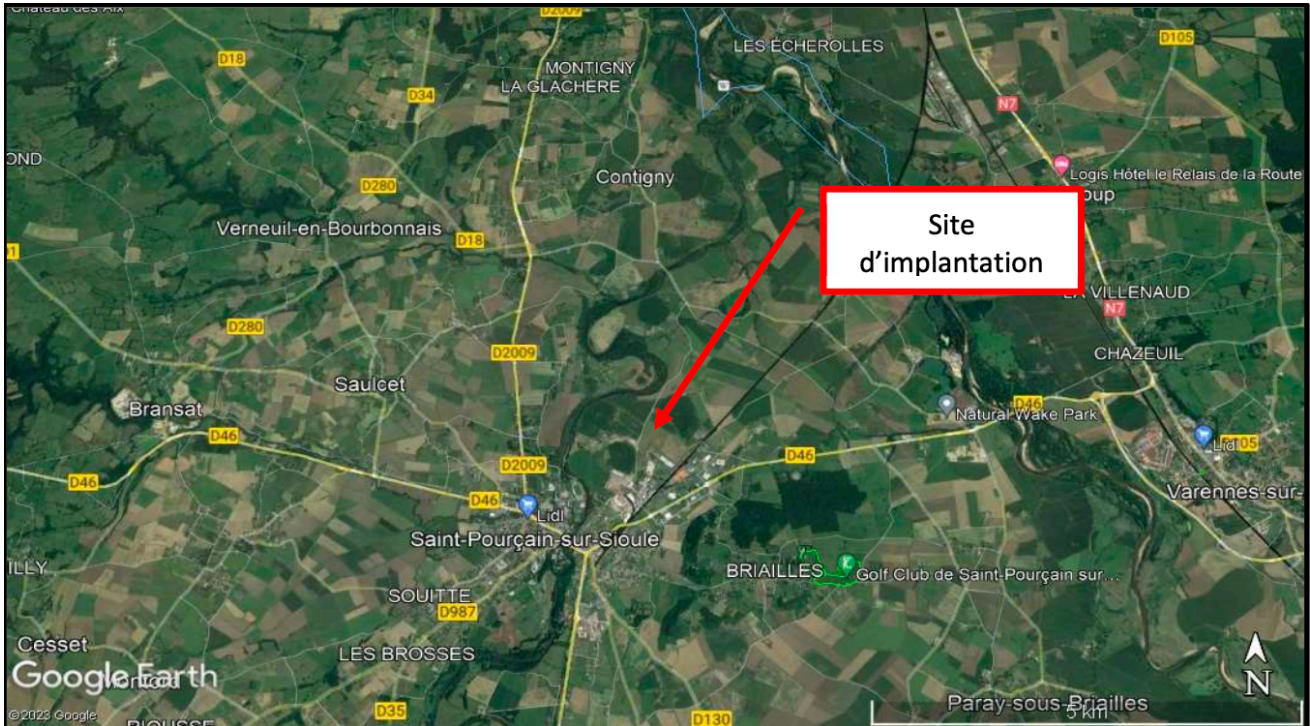 Château des Aix
D2009
D105
D18
LES ÉCHEROLLES
MONTIGNY
LA GLACHÈRE
D34
N7
OND
Contigny
D280
Logis Hôtel le Relais de la Route
oup
Site
d’implantation
Verneuil-en-Bourbonnais
D18
LA VILLENAUD
N7
D280
D2009
CHAZEUIL
Saulcet
Bransat
D46
Natural Wake Park
D46
D2009
D46
Lidl
D105
D46
D46
Lidl
Varennes-sur-
Saint-Pourçain-sur-Sioule
ILLY
BRIAILLES
Golf Club de Saint-Pourçain sur...
SOUITTE
D987
Cesset
LES BROSSES
Google Earth
N
©2023 Google
D35
D130
Paray-sous-Briailles
5 km